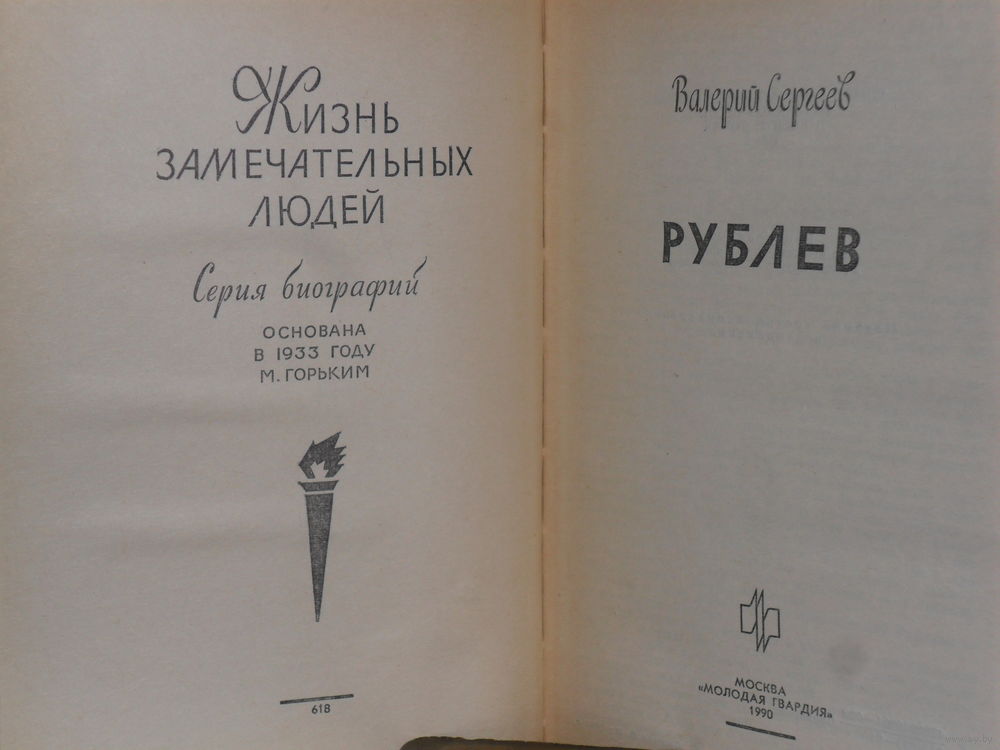 Жизнь
ЗАМЕЧАТЕЛЬНЫХ
ЛЮДЕЙ
Серия биографий
ОСНОВАНА
В 1933 ГОДУ
М. ГОРЬКИМ
618
Валерий Сергеев
РУБЛЕВ
МОСКВА
«МОЛОДАЯ ГВАРДИЯ»
1990